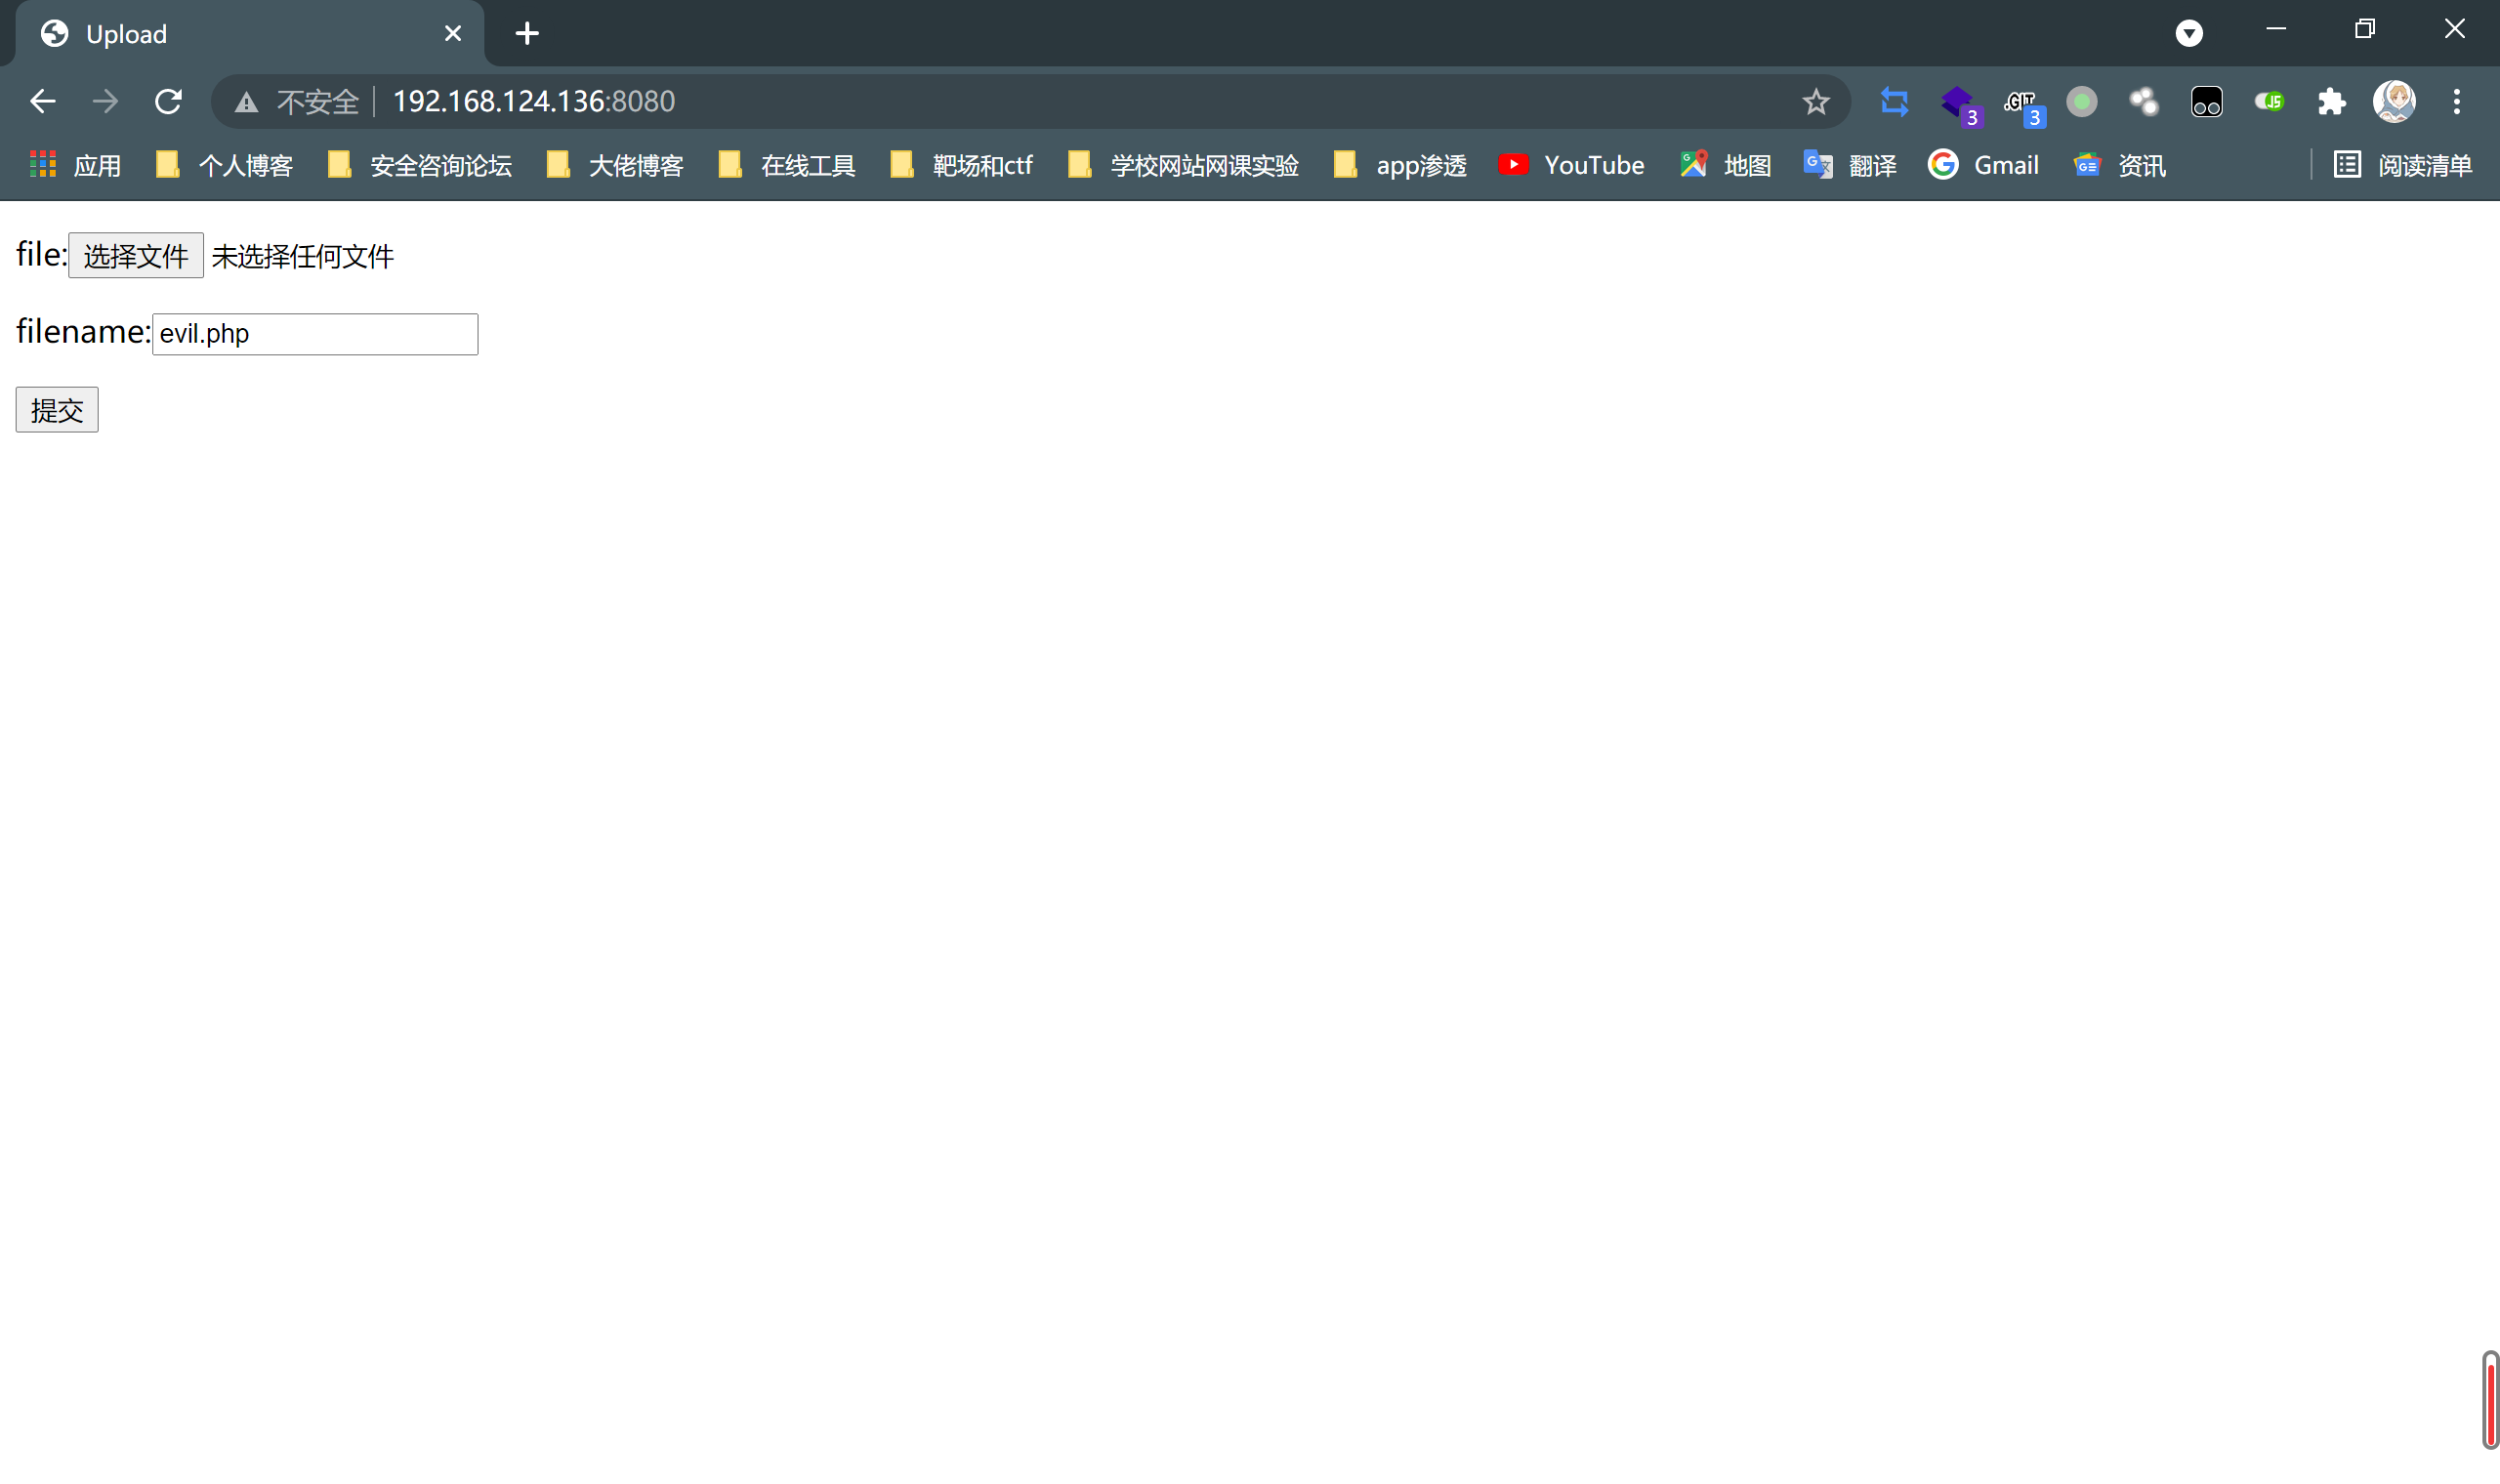 Upload
不安全 192.168.124.136:8080
3 .GIT 3 JS
应用 个人博客 安全咨询论坛 大佬博客 在线工具 靶场和ctf 学校网站网课实验 app渗透 YouTube 地图 翻译 Gmail 资讯 阅读清单
file:选择文件 未选择任何文件
filename:evil.php
提交